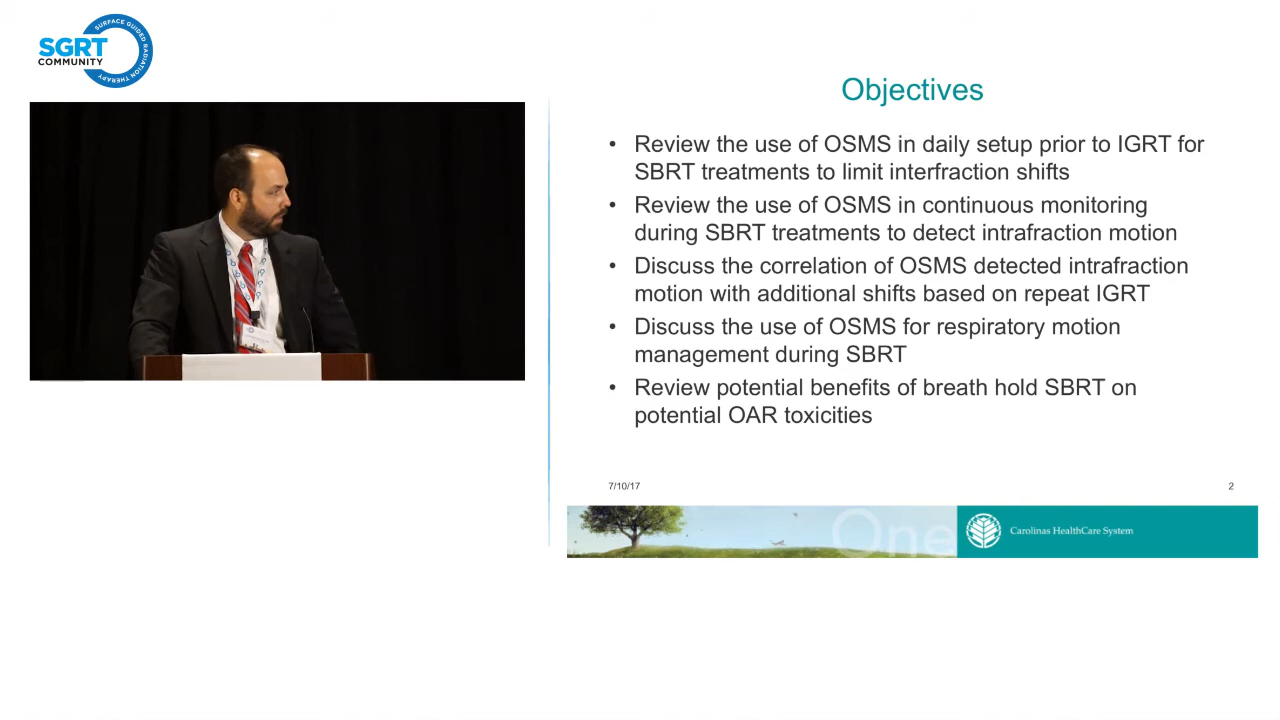 SURFACE GUIDED RADIATION THERAPY
SGRT
COMMUNITY
Objectives
• Review the use of OSMS in daily setup prior to IGRT for
SBRT treatments to limit interfraction shifts
• Review the use of OSMS in continuous monitoring
during SBRT treatments to detect intrafraction motion
• Discuss the correlation of OSMS detected intrafraction
motion with additional shifts based on repeat IGRT
• Discuss the use of OSMS for respiratory motion
management during SBRT
• Review potential benefits of breath hold SBRT on
potential OAR toxicities
7/10/17
2
One
Carolinas HealthCare System